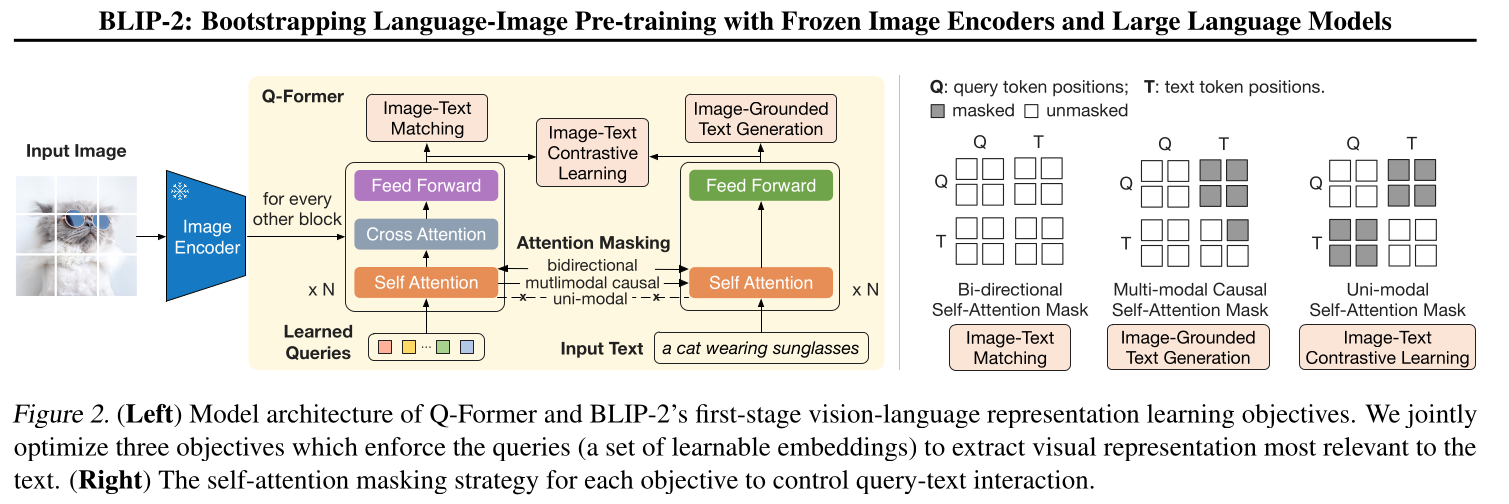 BLIP-2: Bootstrapping Language-Image Pre-training with Frozen Image Encoders and Large Language Models
Input Image
Image
Encoder
for every
other block
Q-Former
Image-Text
Matching
Image-Text
Contrastive
Learning
Image-Grounded
Text Generation
Feed Forward
Cross Attention
Self Attention
x N
Feed Forward
Self Attention
x N
Attention Masking
bidirectional
mutlimodal causal
x uni-modal x
Learned
Queries
...
Input Text
a cat wearing sunglasses
Q: query token positions; T: text token positions.
masked unmasked
Q T
Q
T
Bi-directional
Self-Attention Mask
Image-Text
Matching
Q T
Q
T
Multi-modal Causal
Self-Attention Mask
Image-Grounded
Text Generation
Q T
Q
T
Uni-modal
Self-Attention Mask
Image-Text
Contrastive Learning
Figure 2. (Left) Model architecture of Q-Former and BLIP-2's first-stage vision-language representation learning objectives. We jointly
optimize three objectives which enforce the queries (a set of learnable embeddings) to extract visual representation most relevant to the
text. (Right) The self-attention masking strategy for each objective to control query-text interaction.